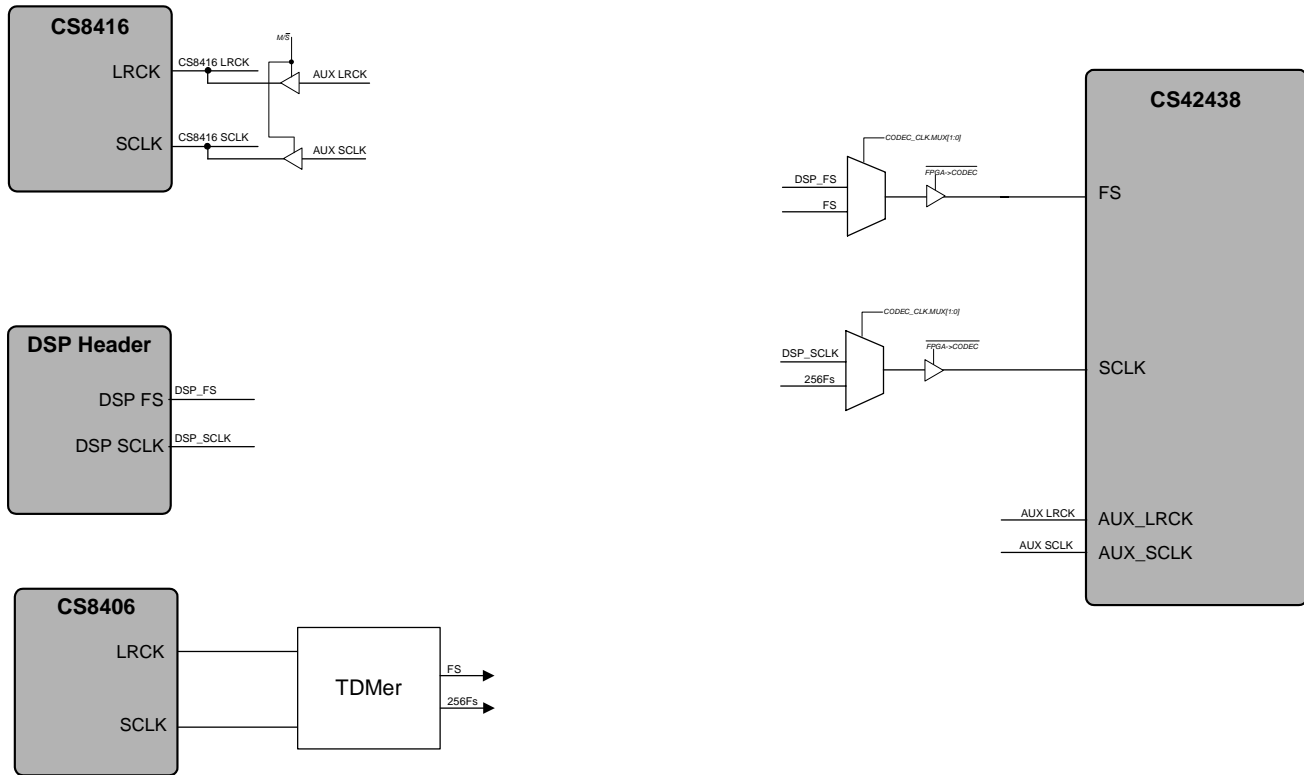 CS8416
LRCK
CS8416 LRCK
M/S
AUX LRCK
SCLK
CS8416 SCLK
AUX SCLK
CS42438
CODEC_CLK.MUX[1:0]
DSP_FS
FS
FPGA->CODEC
FS
CODEC_CLK.MUX[1:0]
DSP_SCLK
256Fs
FPGA->CODEC
SCLK
AUX LRCK
AUX_LRCK
AUX SCLK
AUX_SCLK
DSP Header
DSP FS
DSP_FS
DSP SCLK
DSP_SCLK
CS8406
LRCK
SCLK
TDMer
FS
256Fs